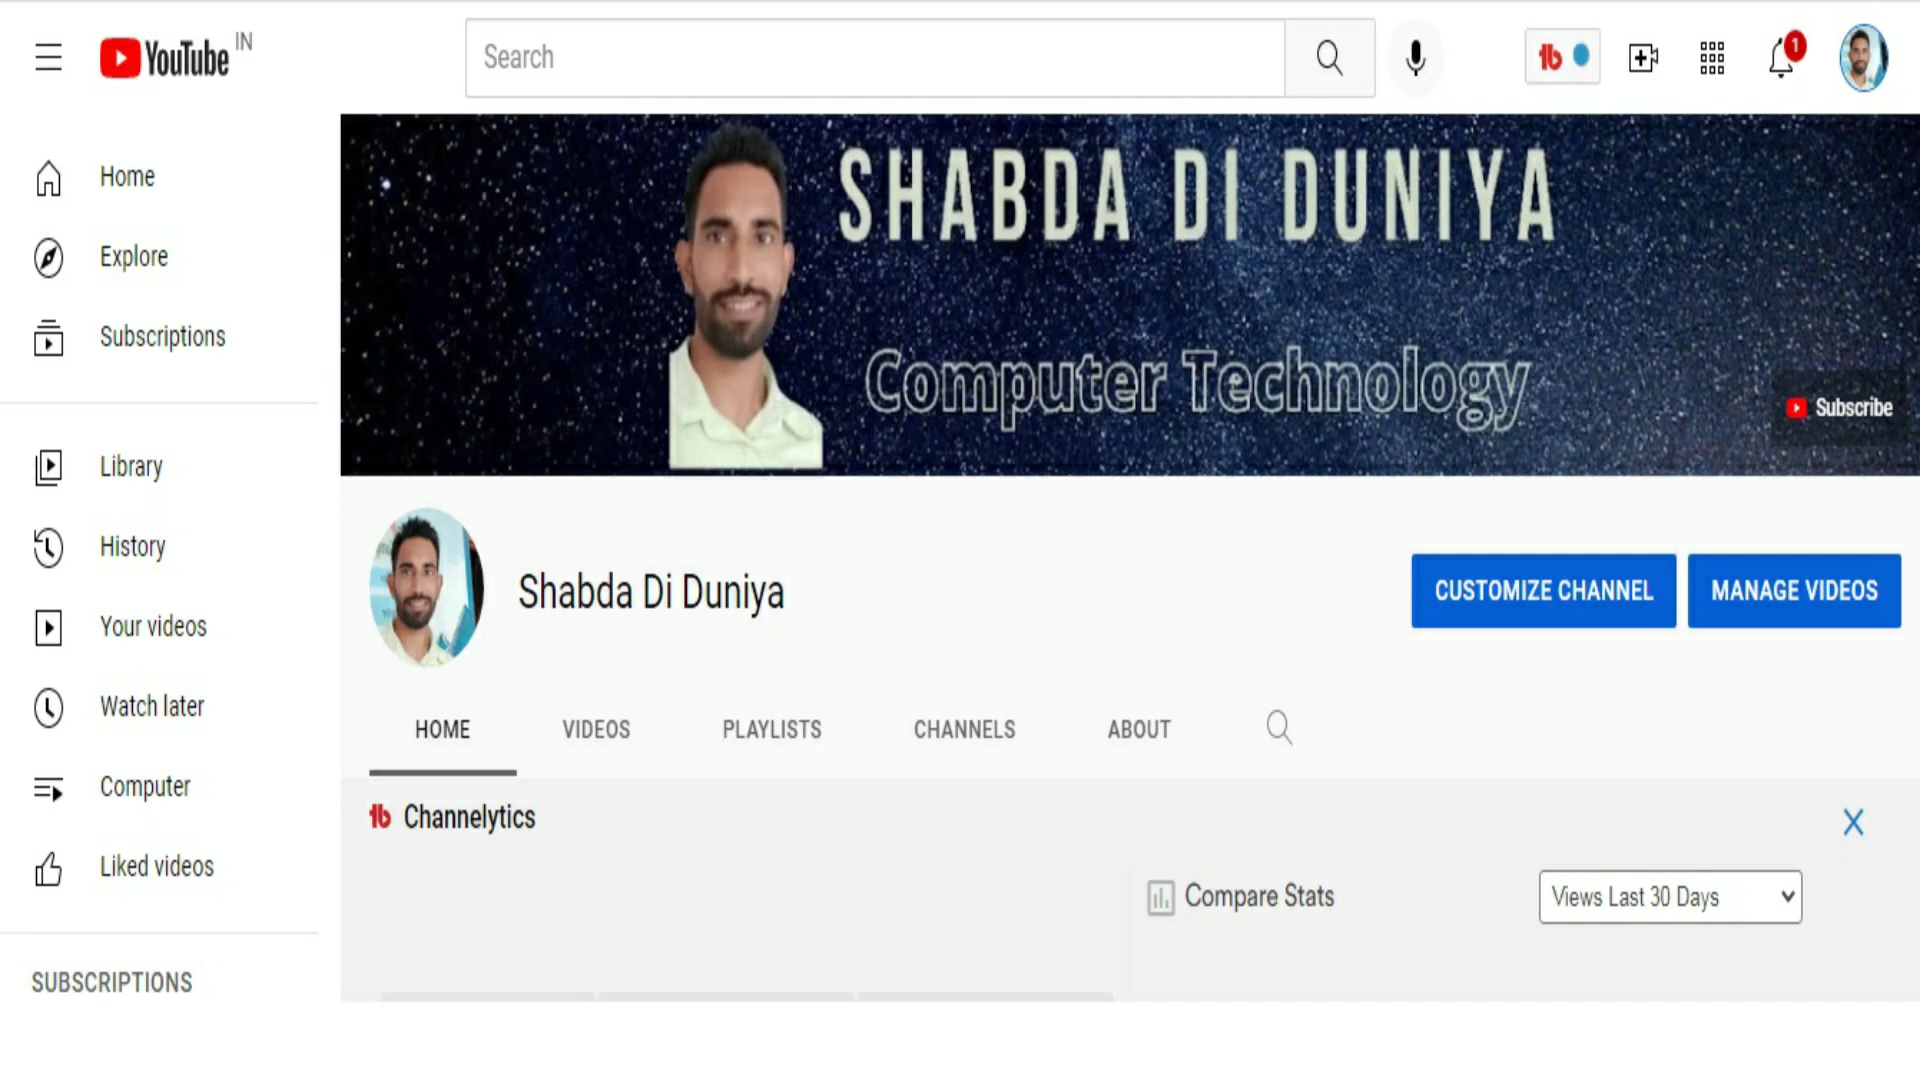 YouTube IN
Search
1
Home
Explore
Subscriptions
Library
History
Your videos
Watch later
Computer
Liked videos
SUBSCRIPTIONS
SHABDA DI DUNIYA
Computer Technology
Subscribe
Shabda Di Duniya
CUSTOMIZE CHANNEL
MANAGE VIDEOS
HOME VIDEOS PLAYLISTS CHANNELS ABOUT
Channelytics
X
Compare Stats
Views Last 30 Days